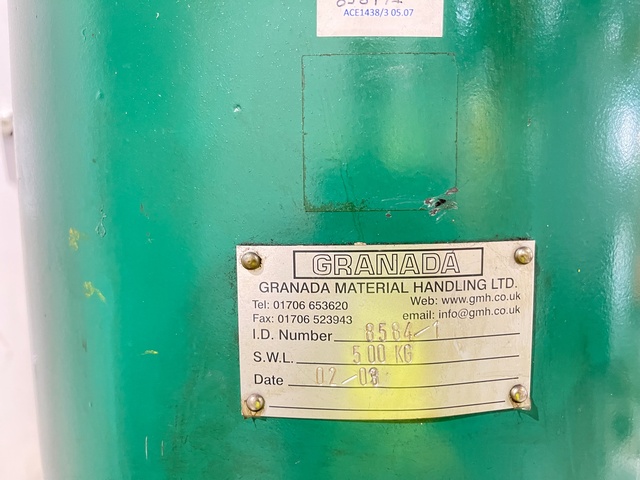 ACE1438/3 05.07
GRANADA
GRANADA MATERIAL HANDLING LTD.
Tel: 01706 653620 Web: www.gmh.co.uk
Fax: 01706 523943 email: info@gmh.co.uk
I.D. Number 8584/1
S.W.L. 500 KG
Date 02/03